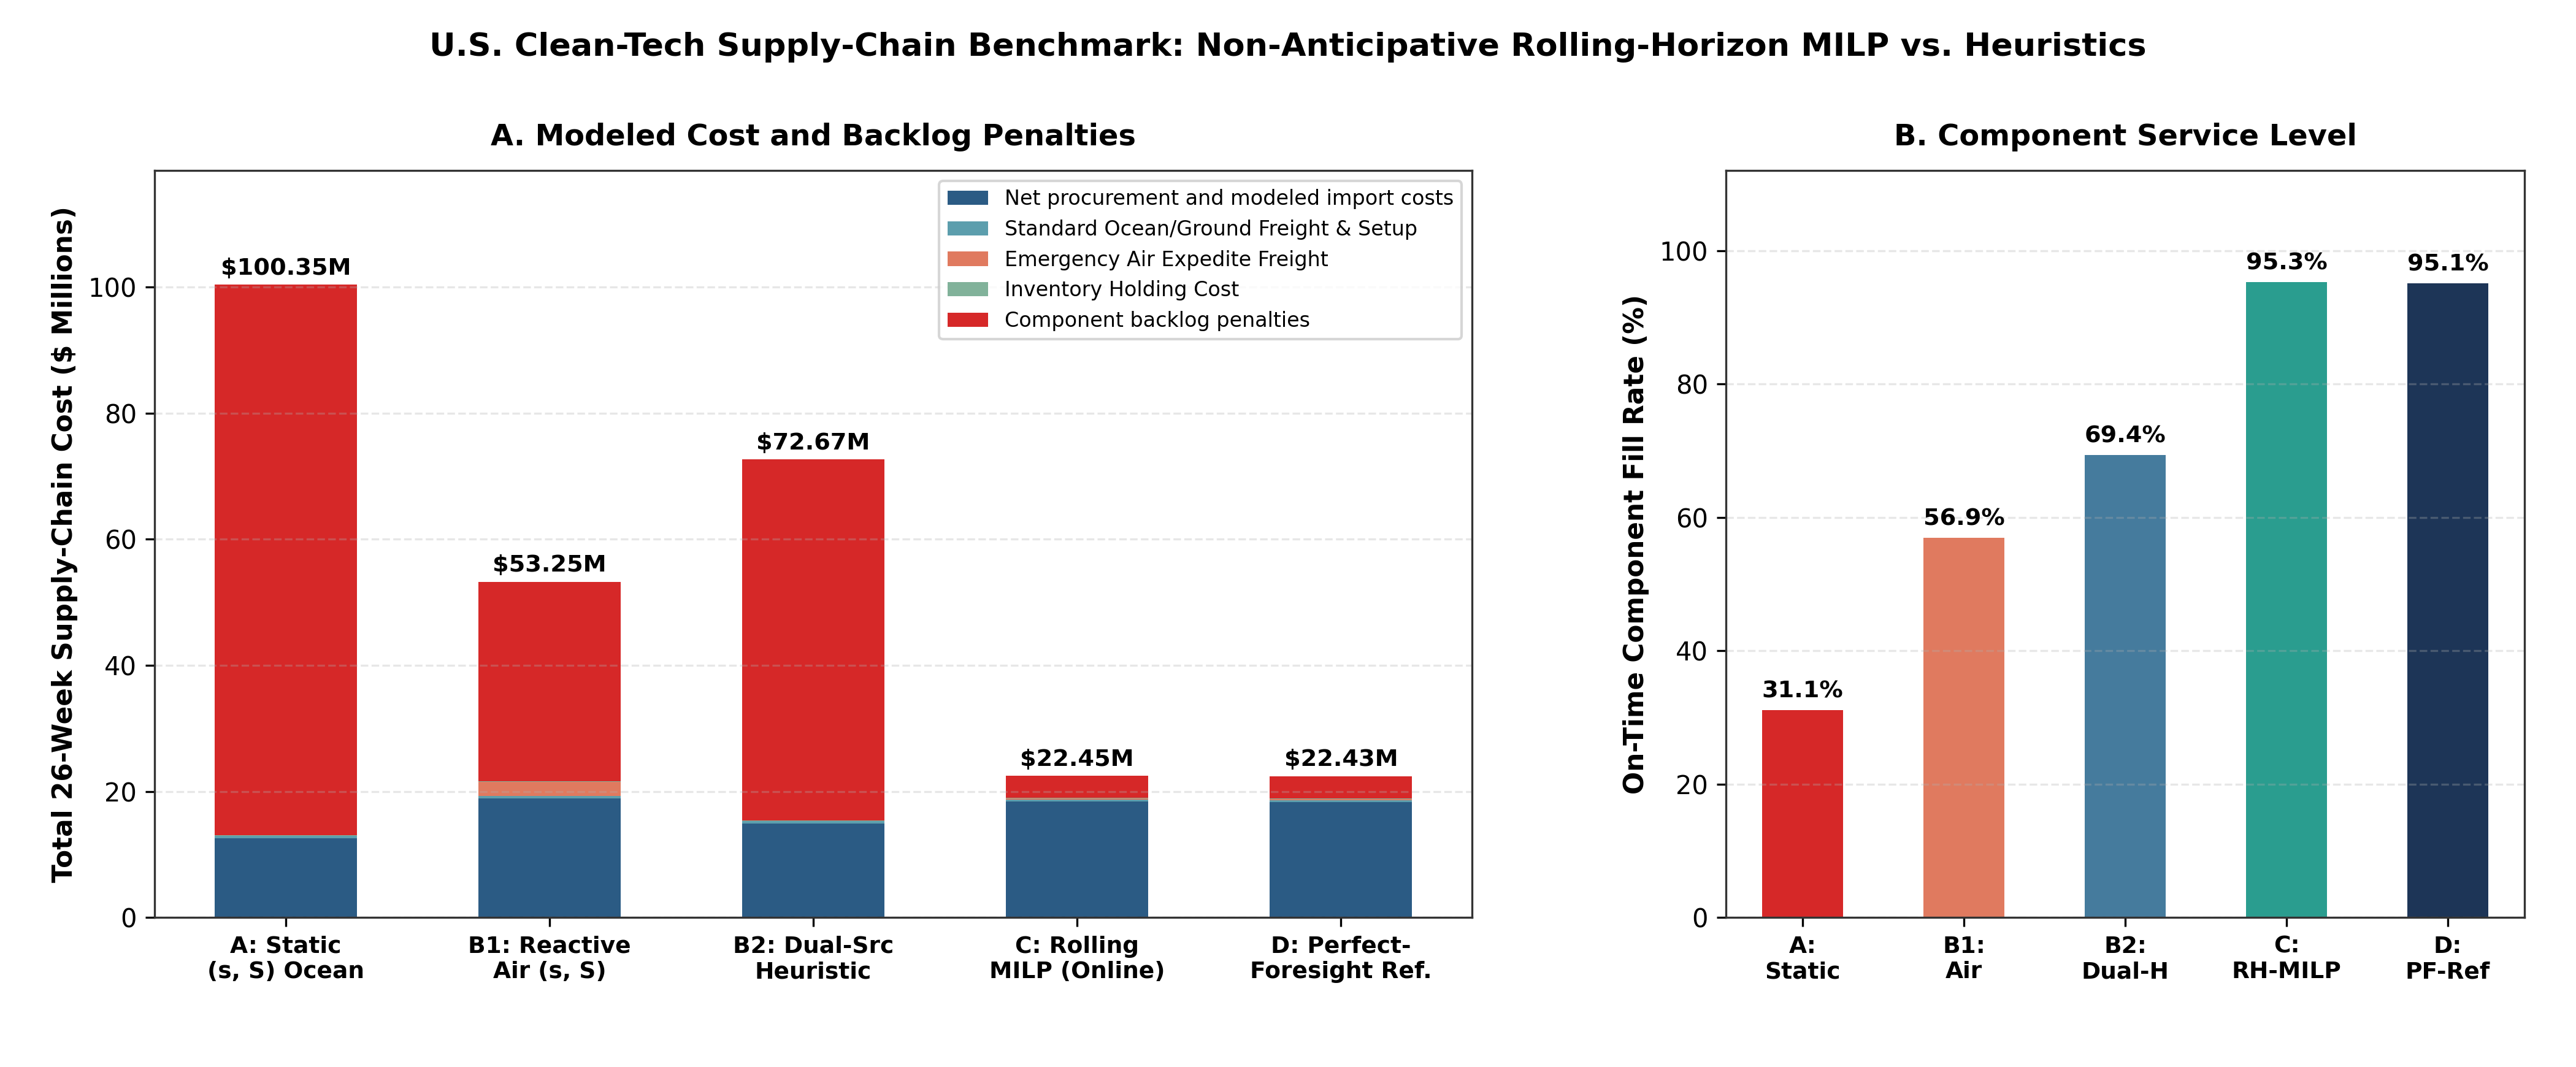 U.S. Clean-Tech Supply-Chain Benchmark: Non-Anticipative Rolling-Horizon MILP vs. Heuristics
A. Modeled Cost and Backlog Penalties
Total 26-Week Supply-Chain Cost ($ Millions)
100
80
60
40
20
0
Net procurement and modeled import costs
Standard Ocean/Ground Freight & Setup
Emergency Air Expedite Freight
Inventory Holding Cost
Component backlog penalties
$100.35M
$53.25M
$72.67M
$22.45M
$22.43M
A: Static
(s, S) Ocean
B1: Reactive
Air (s, S)
B2: Dual-Src
Heuristic
C: Rolling
MILP (Online)
D: Perfect-
Foresight Ref.
B. Component Service Level
On-Time Component Fill Rate (%)
100
80
60
40
20
0
31.1%
56.9%
69.4%
95.3%
95.1%
A:
Static
B1:
Air
B2:
Dual-H
C:
RH-MILP
D:
PF-Ref